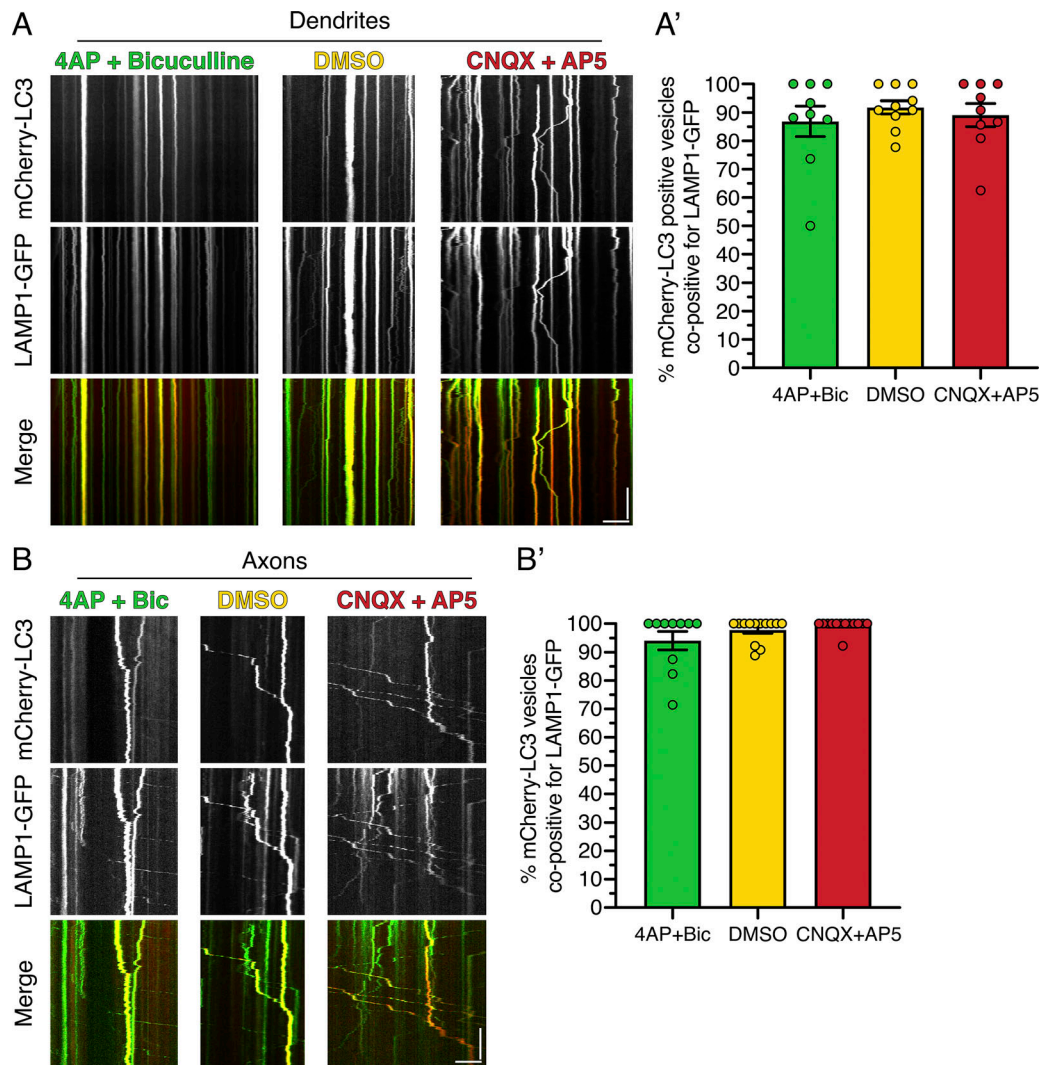 A
Dendrites
4AP + Bicuculline
DMSO
CNQX + AP5
mCherry-LC3
LAMP1-GFP
Merge
A’
% mCherry-LC3 positive vesicles
co-positive for LAMP1-GFP
100
90
80
70
60
50
40
30
20
10
0
4AP+Bic
DMSO
CNQX+AP5
B
Axons
4AP + Bic
DMSO
CNQX + AP5
mCherry-LC3
LAMP1-GFP
Merge
B’
% mCherry-LC3 vesicles
co-positive for LAMP1-GFP
100
90
80
70
60
50
40
30
20
10
0
4AP+Bic
DMSO
CNQX+AP5